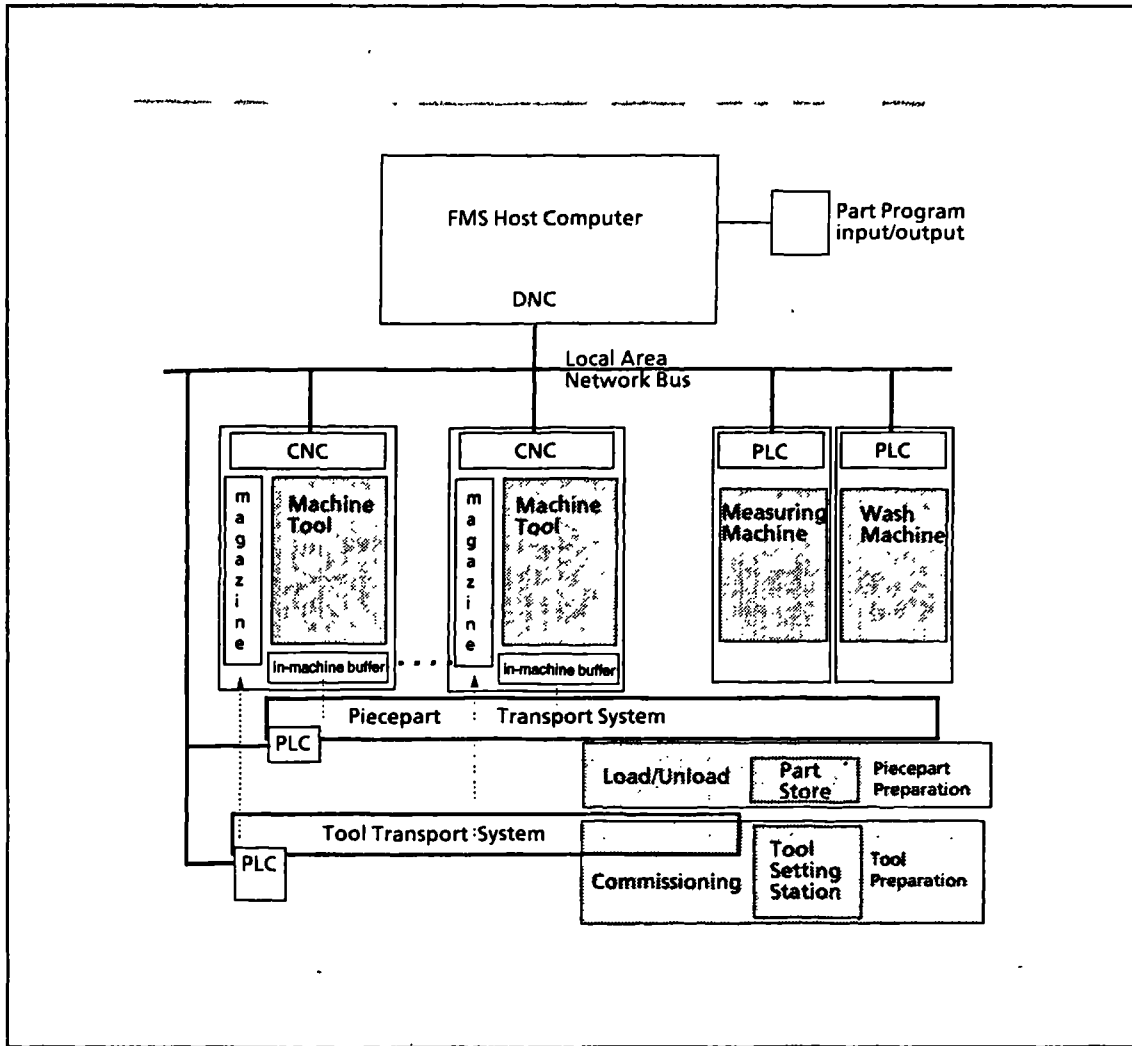 FMS Host Computer
DNC
Part Program
input/output
Local Area
Network Bus
CNC
magazine
Machine
Tool
in-machine buffer
CNC
magazine
Machine
Tool
in-machine buffer
PLC
Measuring
Machine
PLC
Wash
Machine
Piecepart Transport System
PLC
Load/Unload
Part
Store
Piecepart
Preparation
Tool Transport System
PLC
Commissioning
Tool
Setting
Station
Tool
Preparation